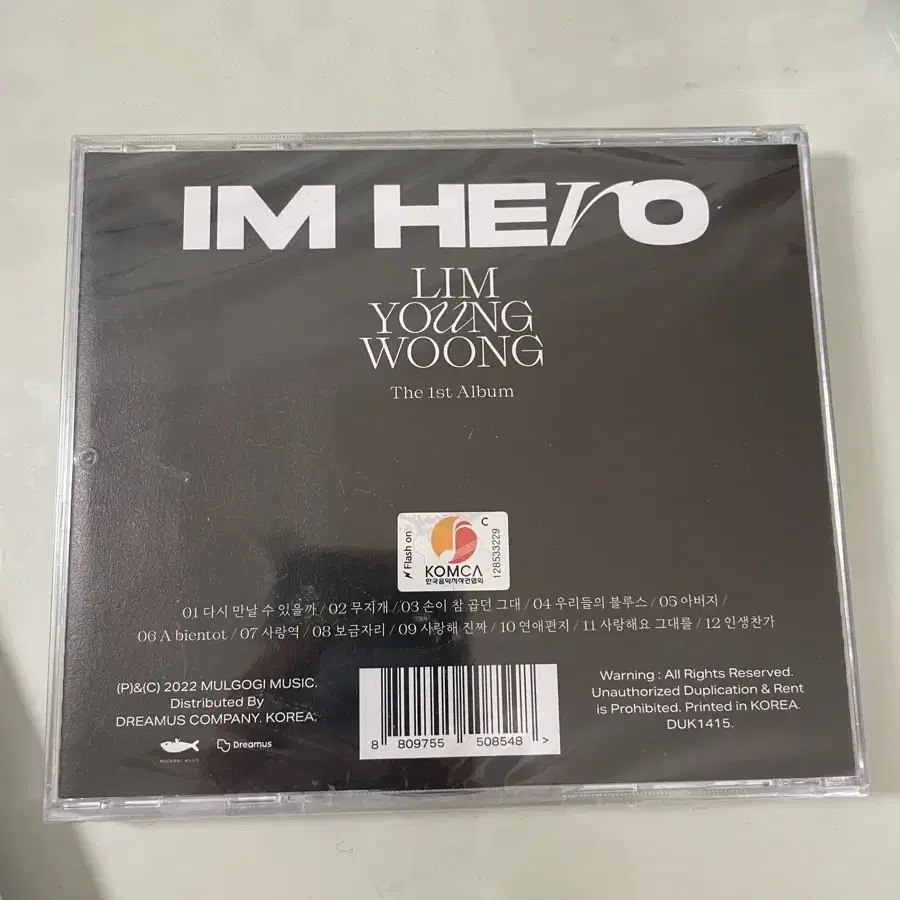 IM HErO
LIM
YOUNG
WOONG
The 1st Album
Flash on
C
KOMCA
한국음악저작권협회
128533229
01 다시 만날 수 있을까 / 02 무지개 / 03 손이 참 곱던 그대 / 04 우리들의 블루스 / 05 아버지 /
06 A bientot / 07 사랑역 / 08 보금자리 / 09 사랑해 진짜 / 10 연애편지 / 11 사랑해요 그대를 / 12 인생찬가
(P)&(C) 2022 MULGOGI MUSIC.
Distributed By
DREAMUS COMPANY. KOREA.
MULGOGI MUSIC
Dreamus
8 809755 508548 >
Warning : All Rights Reserved.
Unauthorized Duplication & Rent
is Prohibited. Printed in KOREA.
DUK1415.